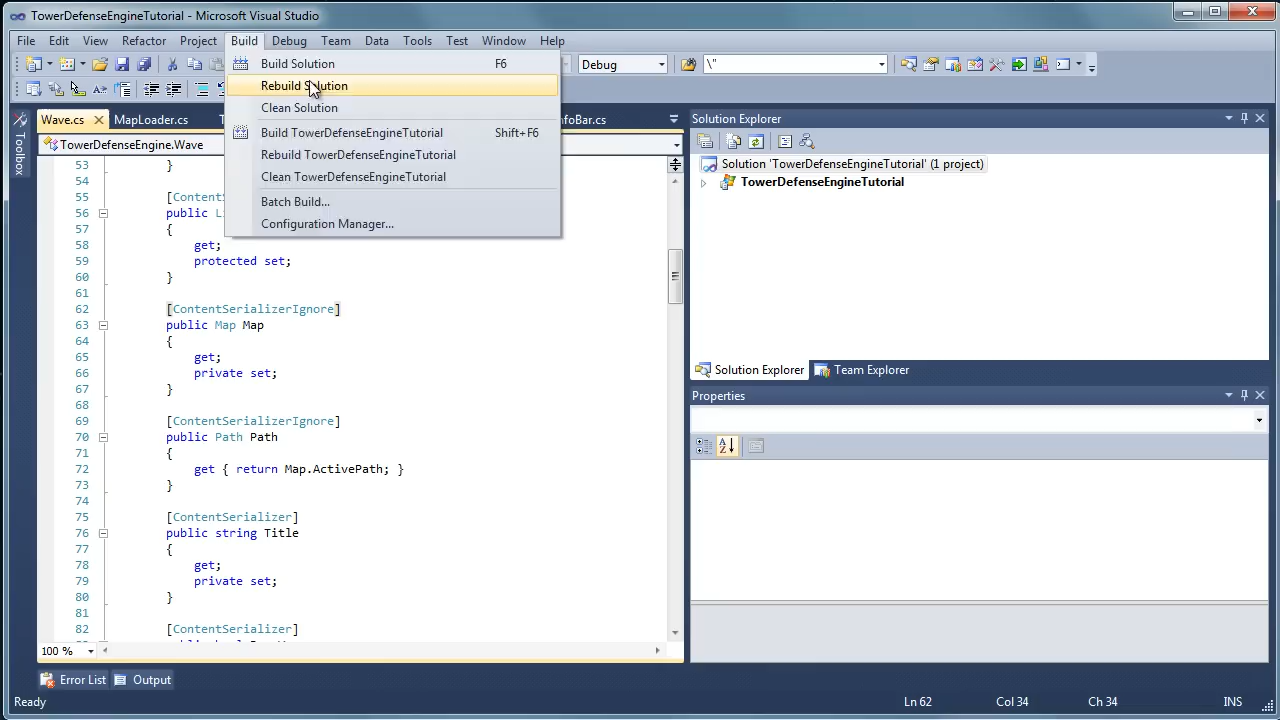 TowerDefenseEngineTutorial - Microsoft Visual Studio
File Edit View Refactor Project Build Debug Team Data Tools Test Window Help
Debug \"
Build Solution F6
Rebuild Solution
Clean Solution
Build TowerDefenseEngineTutorial Shift+F6
Rebuild TowerDefenseEngineTutorial
Clean TowerDefenseEngineTutorial
Batch Build...
Configuration Manager...
Toolbox
Wave.cs MapLoader.cs
TowerDefenseEngine.Wave
53 }
54
55
56 public
57 {
58 get;
59 protected set;
60 }
61
62 [ContentSerializerIgnore]
63 public Map Map
64 {
65 get;
66 private set;
67 }
68
69 [ContentSerializerIgnore]
70 public Path Path
71 {
72 get { return Map.ActivePath; }
73 }
74
75 [ContentSerializer]
76 public string Title
77 {
78 get;
79 private set;
80 }
81
82 [ContentSerializer]
100 %
Solution Explorer
Solution 'TowerDefenseEngineTutorial' (1 project)
TowerDefenseEngineTutorial
Solution Explorer Team Explorer
Properties
Error List Output
Ready Ln 62 Col 34 Ch 34 INS